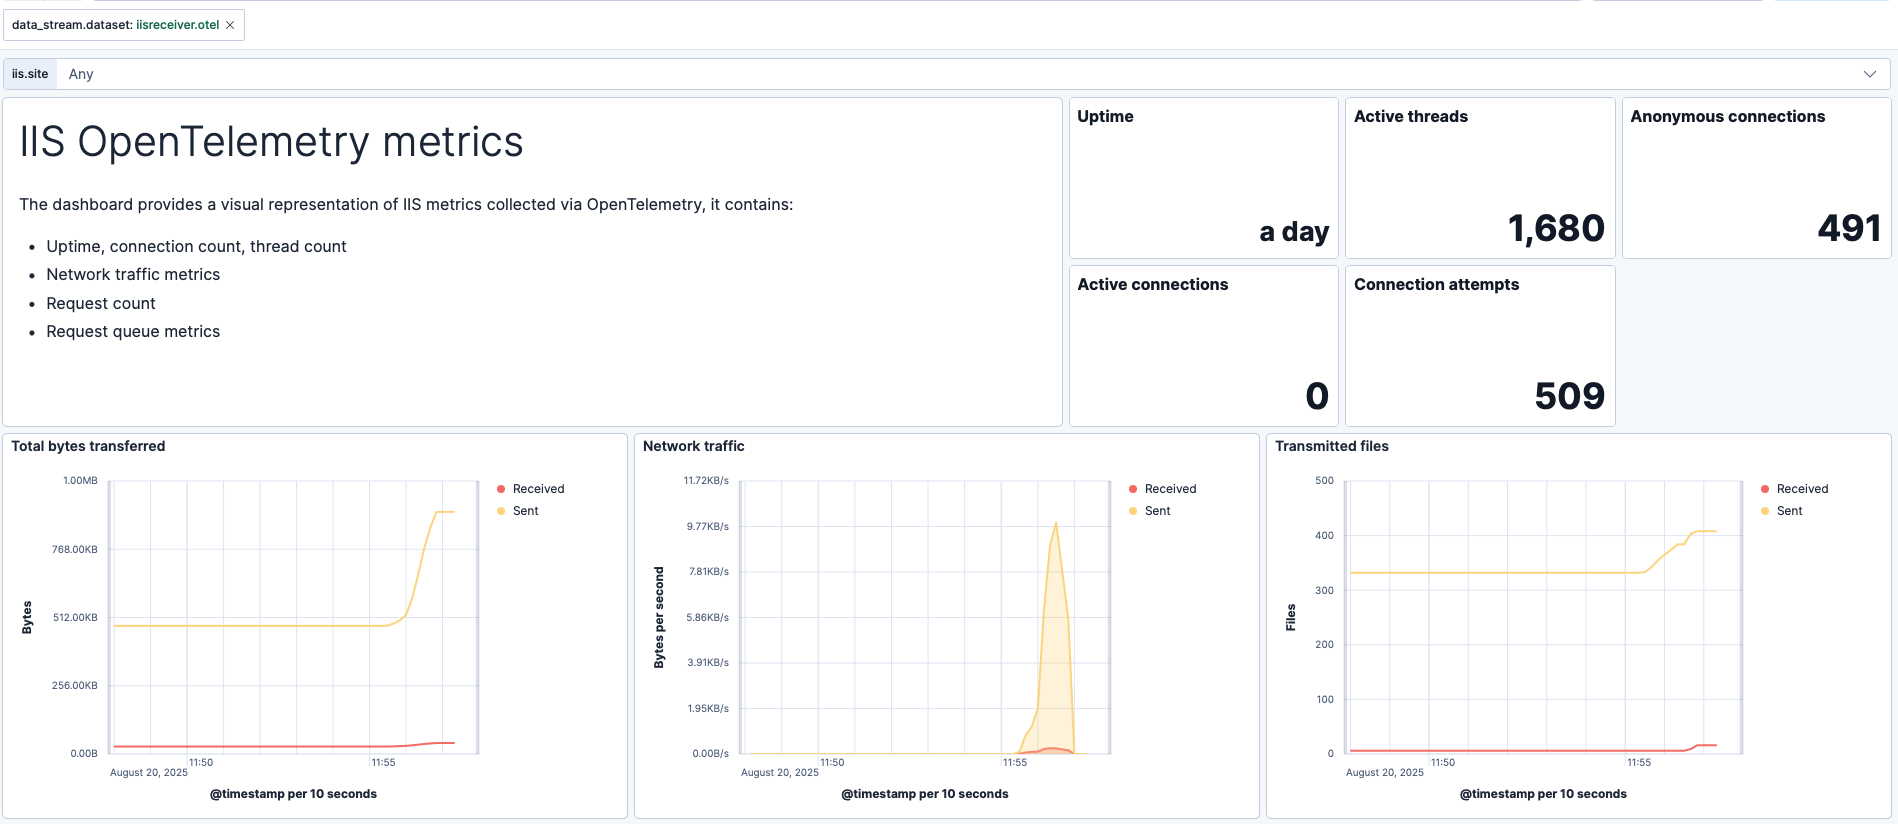 data_stream.dataset: iisreceiver.otel
iis.site Any
IIS OpenTelemetry metrics
The dashboard provides a visual representation of IIS metrics collected via OpenTelemetry, it contains:
• Uptime, connection count, thread count
• Network traffic metrics
• Request count
• Request queue metrics
Uptime
a day
Active threads
1,680
Anonymous connections
491
Active connections
0
Connection attempts
509
Total bytes transferred
1.00MB
768.00KB
512.00KB
256.00KB
0.00B
Bytes
11:50
11:55
August 20, 2025
@timestamp per 10 seconds
Received
Sent
Network traffic
11.72KB/s
9.77KB/s
7.81KB/s
5.86KB/s
3.91KB/s
1.95KB/s
0.00B/s
Bytes per second
11:50
11:55
August 20, 2025
@timestamp per 10 seconds
Received
Sent
Transmitted files
500
400
300
200
100
0
Files
11:50
11:55
August 20, 2025
@timestamp per 10 seconds
Received
Sent